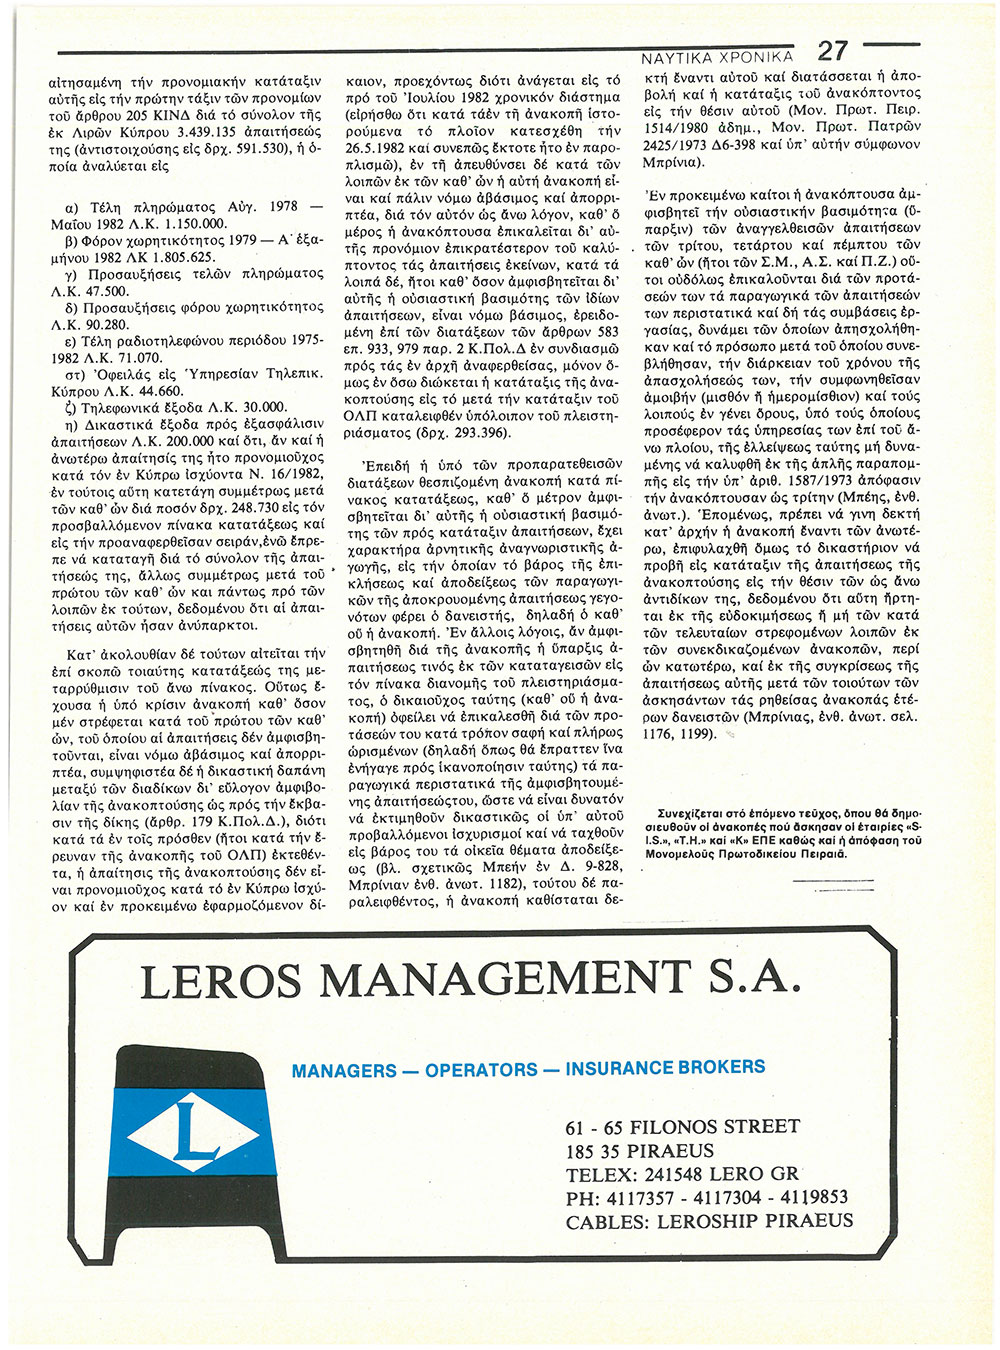 ΝΑΥΤΙΚΑ ΧΡΟΝΙΚΑ 27
αἰτησαμένη τήν προνομιακήν κατάταξιν
αὐτῆς εἰς τήν πρώτην τάξιν τῶν προνομίων
τοῦ ἄρθρου 205 ΚΙΝΔ διά τό σύνολον τῆς
ἐκ Λιρῶν Κύπρου 3.439.135 ἀπαιτήσεώς
της (ἀντιστοιχούσης εἰς δρχ. 591.530), ἡ ὁ-
ποία ἀναλύεται εἰς
α) Τέλη πληρώματος Αὐγ. 1978 —
Μαΐου 1982 Λ.Κ. 1.150.000.
β) Φόρον χωρητικότητος 1979 — Α΄ ἑξα-
μήνου 1982 ΛΚ 1.805.625.
γ) Προσαυξήσεις τελῶν πληρώματος
Λ.Κ. 47.500.
δ) Προσαυξήσεις φόρου χωρητικότητος
Λ.Κ. 90.280.
ε) Τέλη ραδιοτηλεφώνου περιόδου 1975-
1982 Λ.Κ. 71.070.
στ) Ὀφειλάς εἰς Ὑπηρεσίαν Τηλεπικ.
Κύπρου Λ.Κ. 44.660.
ζ) Τηλεφωνικά ἔξοδα Λ.Κ. 30.000.
η) Δικαστικά ἔξοδα πρός ἐξασφάλισιν
ἀπαιτήσεων Λ.Κ. 200.000 καί ὅτι, ἄν καί ἡ
ἀνωτέρω ἀπαίτησίς της ἦτο προνομιοῦχος
κατά τόν ἐν Κύπρω ἰσχύοντα Ν. 16/1982,
ἐν τούτοις αὕτη κατετάγη συμμέτρως μετά
τῶν καθ' ὧν διά ποσόν δρχ. 248.730 εἰς τόν
προσβαλλόμενον πίνακα κατατάξεως καί
εἰς τήν προαναφερθεῖσαν σειράν,ἐνῶ ἔπρε-
πε νά καταταγῆ διά τό σύνολον τῆς ἀπαι-
τήσεώς της, ἄλλως συμμέτρως μετά τοῦ
πρώτου τῶν καθ' ὧν και πάντως πρό τῶν
λοιπῶν ἐκ τούτων, δεδομένου ὅτι αἱ ἀπαι-
τήσεις αὐτῶν ἦσαν ἀνύπαρκτοι.
Κατ' ἀκολουθίαν δέ τούτων αἰτεῖται τήν
ἐπί σκοπῶ τοιαύτης κατατάξεώς της με-
ταρρύθμισιν τοῦ ἄνω πίνακος. Οὕτως ἔ-
χουσα ἡ ὑπό κρίσιν ἀνακοπή καθ' ὅσον
μέν στρέφεται κατά τοῦ πρώτου τῶν καθ'
ὧν, τοῦ ὁποίου αἱ ἀπαιτήσεις δέν ἀμφισβη-
τοῦνται, εἶναι νόμω ἀβάσιμος καί ἀπορρι-
πτέα, συμψηφιστέα δέ ἡ δικαστική δαπάνη
μεταξύ τῶν διαδίκων δι' εὔλογον ἀμφιβο-
λίαν τῆς ἀνακοπτούσης ὡς πρός τήν ἔκβα-
σιν τῆς δίκης (ἄρθρ. 179 Κ.Πολ.Δ.), διότι
κατά τά ἐν τοῖς πρόσθεν (ἤτοι κατά τήν ἔ-
ρευναν τῆς ἀνακοπῆς τοῦ ΟΛΠ) ἐκτεθέν-
τα, ἡ ἀπαίτησις τῆς ἀνακοπτούσης δέν εἶ-
ναι προνομιοῦχος κατά τό ἐν Κύπρω ἰσχύ-
ον καί ἐν προκειμένω ἐφαρμοζόμενον δί-
καιον, προεχόντως διότι ἀνάγεται εἰς τό
πρό τοῦ Ἰουλίου 1982 χρονικόν διάστημα
(εἰρήσθω ὅτι κατά τάἐν τῆ ἀνακοπῆ ἱστο-
ρούμενα τό πλοῖον κατεσχέθη τήν
26.5.1982 καί συνεπῶς ἔκτοτε ἦτο ἐν παρο-
πλισμῶ), ἐν τῆ ἀπευθύνσει δέ κατά τῶν
λοιπῶν ἐκ τῶν καθ' ὧν ἡ αὐτή ἀνακοπή εἶ-
ναι καί πάλιν νόμω ἀβάσιμος καί ἀπορρι-
πτέα, διά τόν αὐτόν ὡς ἄνω λόγον, καθ' ὅ
μέρος ἡ ἀνακόπτουσα ἐπικαλεῖται δι' αὐ-
τῆς προνόμιον ἐπικρατέστερον τοῦ καλύ-
πτοντος τάς ἀπαιτήσεις ἐκείνων, κατά τά
λοιπά δέ, ἤτοι καθ' ὅσον ἀμφισβητεῖται δι'
αὐτῆς ἡ οὐσιαστική βασιμότης τῶν ἰδίων
ἀπαιτήσεων, εἶναι νόμω βάσιμος, ἐρειδο-
μένη ἐπί τῶν διατάξεων τῶν ἄρθρων 583
επ. 933, 979 παρ. 2 Κ.Πολ.Δ ἐν συνδιασμῶ
πρός τάς ἐν ἀρχῆ ἀναφερθείσας, μόνον ὅ-
μως ἐν ὅσω διώκεται ἡ κατάταξις τῆς ἀνα-
κοπτούσης εἰς τό μετά τήν κατάταξιν τοῦ
ΟΛΠ καταλειφθέν ὑπόλοιπον τοῦ πλειστη-
ριάσματος (δρχ. 293.396).
Ἐπειδή ἡ ὑπό τῶν προπαρατεθεισῶν
διατάξεων θεσπιζομένη ἀνακοπή κατά πί-
νακος κατατάξεως, καθ' ὅ μέτρον ἀμφι-
σβητεῖται δι' αὐτῆς ἡ οὐσιαστική βασιμό-
της τῶν πρός κατάταξιν ἀπαιτήσεων, ἔχει
χαρακτήρα ἀρνητικῆς ἀναγνωριστικῆς ἀ-
γωγῆς, εἰς τήν ὁποίαν τό βάρος τῆς ἐπι-
κλήσεως καί ἀποδείξεως τῶν παραγωγι-
κῶν τῆς ἀποκρουομένης ἀπαιτήσεως γεγο-
νότων φέρει ὁ δανειστής, δηλαδή ὁ καθ'
οὗ ἡ ἀνακοπή. Ἐν ἄλλοις λόγοις, ἄν ἀμφι-
σβητηθῆ διά τῆς ἀνακοπῆς ἡ ὕπαρξις ἀ-
παιτήσεως τινός ἐκ τῶν καταταγεισῶν εἰς
τόν πίνακα διανομῆς τοῦ πλειστηριάσμα-
τος, ὁ δικαιοῦχος ταύτης (καθ' οὗ ἡ ἀνα-
κοπή) ὀφείλει νά ἐπικαλεσθῆ διά τῶν προ-
τάσεών του κατά τρόπον σαφῆ καί πλήρως
ὡρισμένων (δηλαδή ὅπως θά ἔπραττεν ἵνα
ἐνήγαγε πρός ἱκανοποίησιν ταύτης) τά πα-
ραγωγικά περιστατικά τῆς ἀμφισβητουμέ-
νης ἀπαιτήσεώςτου, ὥστε νά εἶναι δυνατόν
νά ἐκτιμηθοῦν δικαστικῶς οἱ ὑπ' αὐτοῦ
προβαλλόμενοι ἰσχυρισμοί καί νά ταχθοῦν
εἰς βάρος του τά οἰκεῖα θέματα ἀποδείξε-
ως (βλ. σχετικῶς Μπεήν ἐν Δ. 9-828,
Μπρίνιαν ἐνθ. ἀνωτ. 1182), τούτου δέ πα-
ραλειφθέντος, ἡ ἀνακοπή καθίσταται δε-
κτή ἔναντι αὐτοῦ καί διατάσσεται ἡ ἀπο-
βολή καί ἡ κατάταξις τοῦ ἀνακόπτοντος
εἰς τήν θέσιν αὐτοῦ (Μον. Πρωτ. Πειρ.
1514/1980 ἀδημ., Μον. Πρωτ. Πατρῶν
2425/1973 Δ6-398 καί ὑπ' αὐτήν σύμφωνον
Μπρίνια).
Ἐν προκειμένω καίτοι ἡ ἀνακόπτουσα ἀμ-
φισβητεῖ τήν οὐσιαστικήν βασιμότητα (ὕ-
παρξιν) τῶν ἀναγγελθεισῶν ἀπαιτήσεων
τῶν τρίτου, τετάρτου καί πέμπτου τῶν
καθ' ὧν (ἤτοι τῶν Σ.Μ., Α.Σ. καί Π.Ζ.) οὗ-
τοι οὐδόλως ἐπικαλοῦνται διά τῶν προτά-
σεών των τά παραγωγικά τῶν ἀπαιτήσεών
των περιστατικά καί δή τάς συμβάσεις ἐρ-
γασίας, δυνάμει τῶν ὁποίων ἀπησχολήθη-
καν καί τό πρόσωπο μετά τοῦ ὁποίου συνε-
βλήθησαν, τήν διάρκειαν τοῦ χρόνου τῆς
ἀπασχολήσεώς των, τήν συμφωνηθεῖσαν
ἀμοιβήν (μισθόν ἤ ἡμερομίσθιον) καί τούς
λοιπούς ἐν γένει ὅρους, ὑπό τούς ὁποίους
προσέφερον τάς ὑπηρεσίας των ἐπί τοῦ ἄ-
νω πλοίου, τῆς ἐλλείψεως ταύτης μή δυνα-
μένης νά καλυφθῆ ἐκ τῆς ἁπλῆς παραπομ-
πῆς εἰς τήν ὑπ' ἀριθ. 1587/1973 ἀπόφασιν
τήν ἀνακόπτουσαν ὡς τρίτην (Μπέης, ἐνθ.
ἀνωτ.). Ἑπομένως, πρέπει νά γινη δεκτή
κατ' ἀρχήν ἡ ἀνακοπή ἔναντι τῶν ἀνωτέ-
ρω, ἐπιφυλαχθῆ ὅμως τό δικαστήριον νά
προβῆ εἰς κατάταξιν τῆς ἀπαιτήσεως τῆς
ἀνακοπτούσης εἰς τήν θέσιν τῶν ὡς ἄνω
ἀντιδίκων της, δεδομένου ὅτι αὕτη ἤρτη-
ται ἐκ τῆς εὐδοκιμήσεως ἤ μή τῶν κατά
τῶν τελευταίων στρεφομένων λοιπῶν ἐκ
τῶν συνεκδικαζομένων ἀνακοπῶν, περί
ὧν κατωτέρω, καί ἐκ τῆς συγκρίσεως τῆς
ἀπαιτήσεως αὐτῆς μετά τῶν τοιούτων τῶν
ἀσκησάντων τάς ρηθείσας ἀνακοπάς ἑτέ-
ρων δανειστῶν (Μπρίνιας, ἐνθ. ἀνωτ. σελ.
1176, 1199).
Συνεχίζεται στό ἑπόμενο τεῦχος, ὅπου θά δημο-
σιευθοῦν οἱ ἀνακοπές πού ἄσκησαν οἱ ἑταιρίες «S-
I.S.», «Τ.Η.» καί «Κ» ΕΠΕ καθώς καί ἡ ἀπόφαση τοῦ
Μονομελοῦς Πρωτοδικείου Πειραιᾶ.
LEROS MANAGEMENT S.A.
MANAGERS — OPERATORS — INSURANCE BROKERS
L
61 - 65 FILONOS STREET
185 35 PIRAEUS
TELEX: 241548 LERO GR
PH: 4117357 - 4117304 - 4119853
CABLES: LEROSHIP PIRAEUS